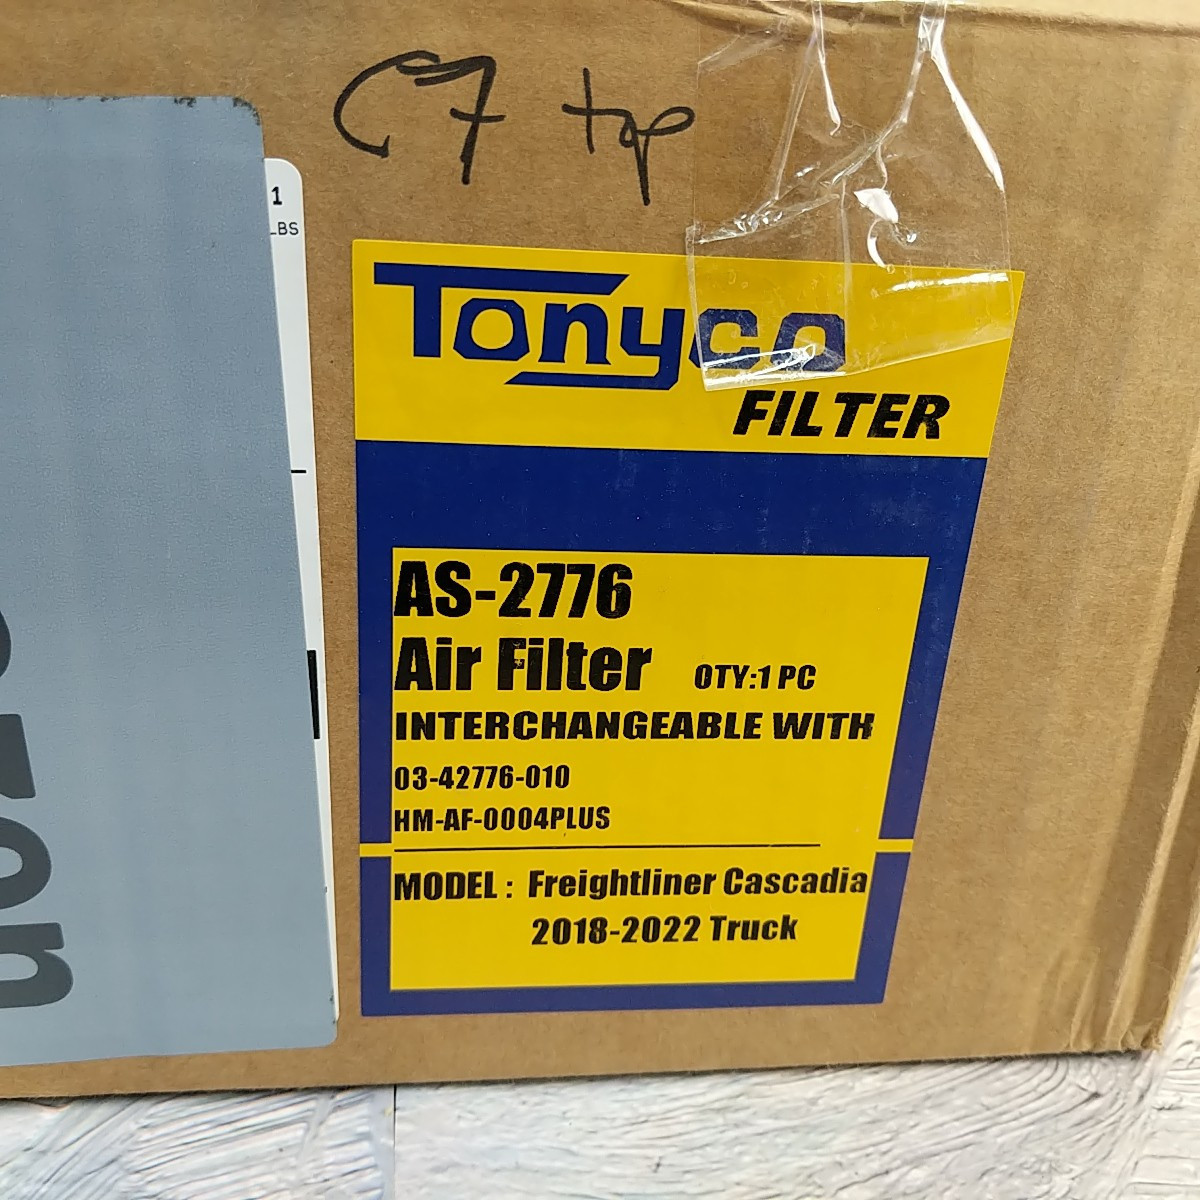 C7 top
1
LBS
Tonyco
FILTER
AS-2776
Air Filter QTY:1 PC
INTERCHANGEABLE WITH
03-42776-010
HM-AF-0004PLUS
MODEL : Freightliner Cascadia
2018-2022 Truck